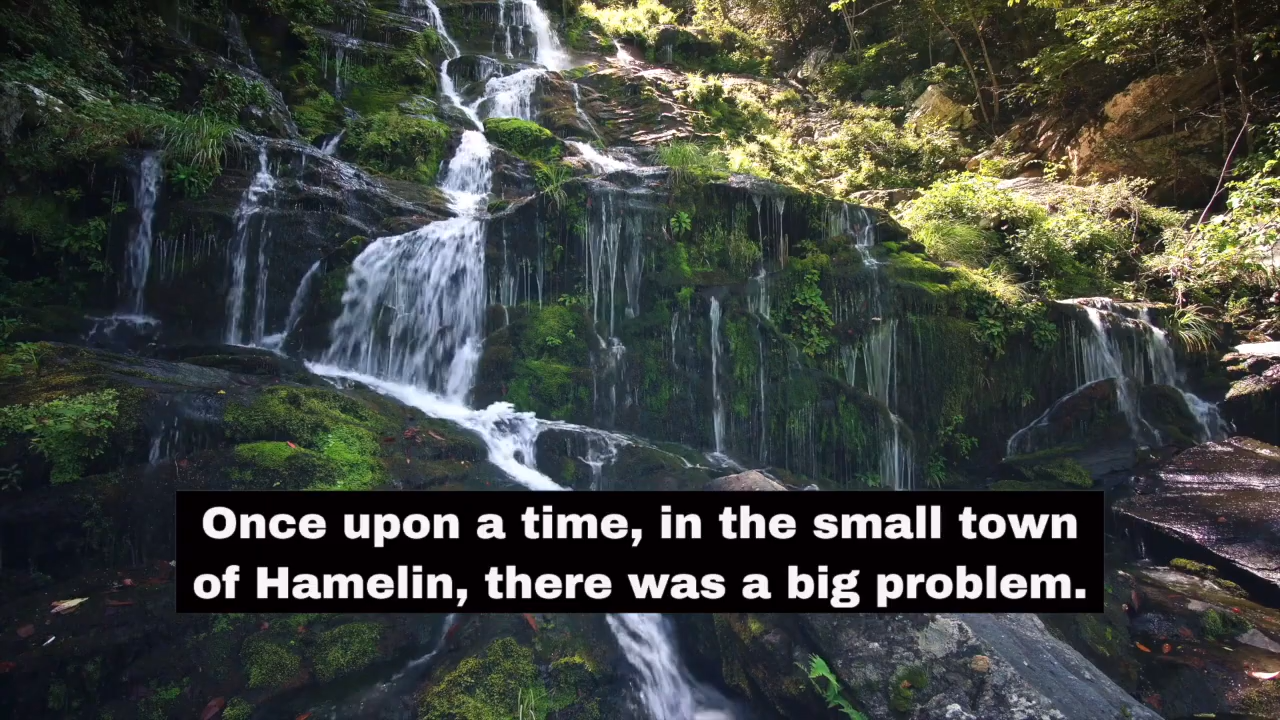 Once upon a time, in the small town
of Hamelin, there was a big problem.